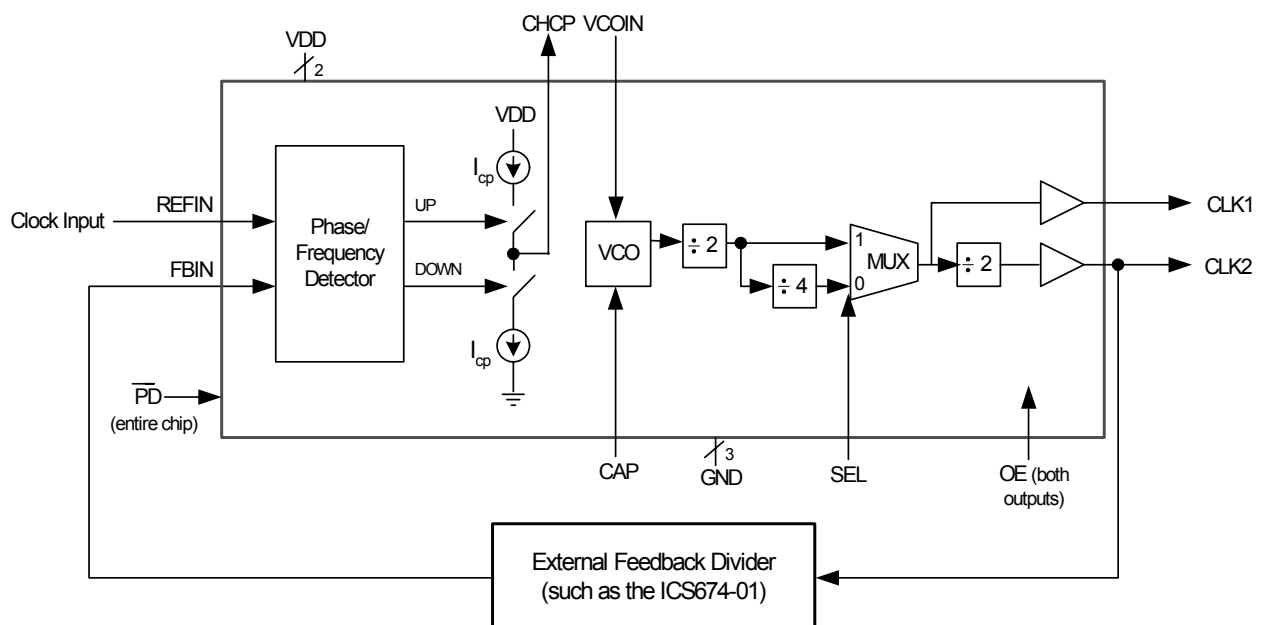 CHCP VCOIN
VDD
2
VDD
Icp
Clock Input
REFIN
FBIN
Phase/
Frequency
Detector
UP
DOWN
Icp
VCO
÷ 2
÷ 4
1
MUX
0
÷ 2
CLK1
CLK2
PD
(entire chip)
CAP
3
GND
SEL
OE (both
outputs)
External Feedback Divider
(such as the ICS674-01)